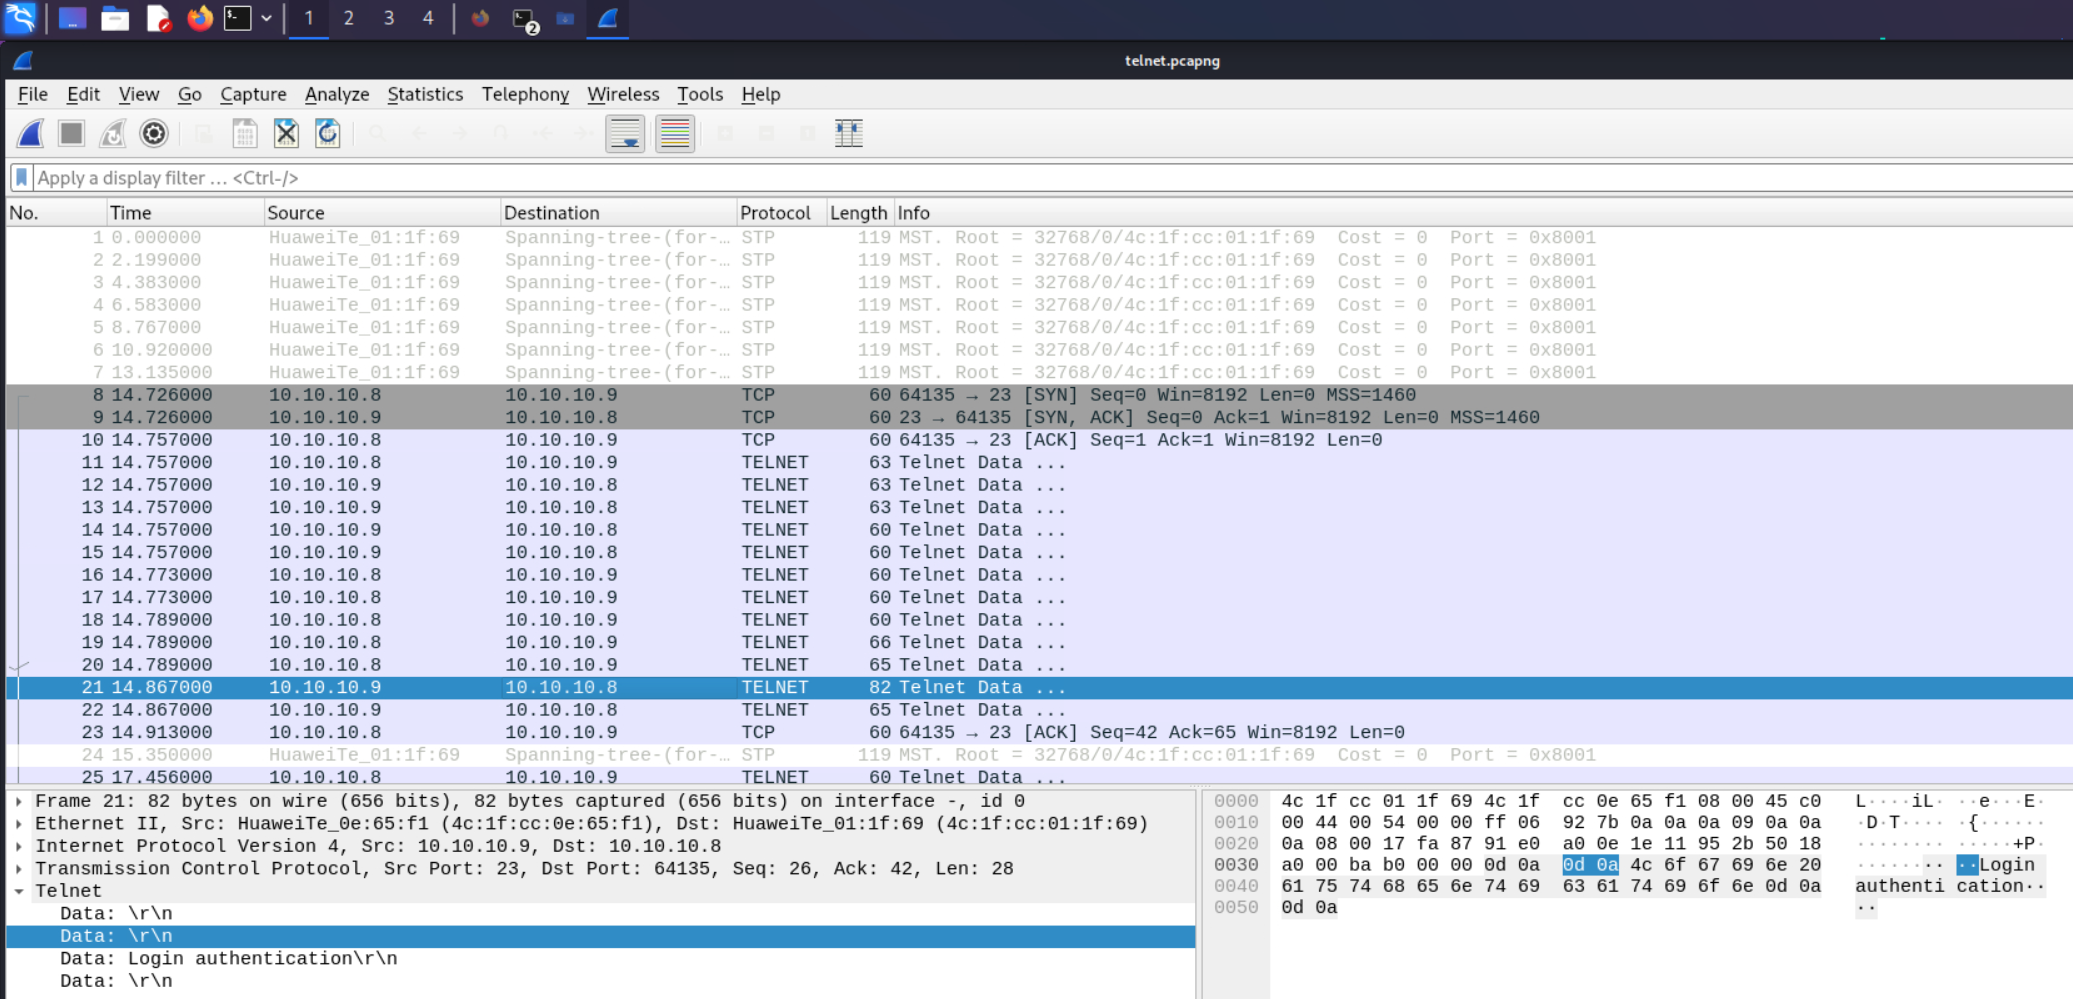 1 2 3 4 2
telnet.pcapng
File Edit View Go Capture Analyze Statistics Telephony Wireless Tools Help
Apply a display filter … <Ctrl-/>
No. Time Source Destination Protocol Length Info
1 0.000000 HuaweiTe_01:1f:69 Spanning-tree-(for-… STP 119 MST. Root = 32768/0/4c:1f:cc:01:1f:69 Cost = 0 Port = 0x8001
2 2.199000 HuaweiTe_01:1f:69 Spanning-tree-(for-… STP 119 MST. Root = 32768/0/4c:1f:cc:01:1f:69 Cost = 0 Port = 0x8001
3 4.383000 HuaweiTe_01:1f:69 Spanning-tree-(for-… STP 119 MST. Root = 32768/0/4c:1f:cc:01:1f:69 Cost = 0 Port = 0x8001
4 6.583000 HuaweiTe_01:1f:69 Spanning-tree-(for-… STP 119 MST. Root = 32768/0/4c:1f:cc:01:1f:69 Cost = 0 Port = 0x8001
5 8.767000 HuaweiTe_01:1f:69 Spanning-tree-(for-… STP 119 MST. Root = 32768/0/4c:1f:cc:01:1f:69 Cost = 0 Port = 0x8001
6 10.920000 HuaweiTe_01:1f:69 Spanning-tree-(for-… STP 119 MST. Root = 32768/0/4c:1f:cc:01:1f:69 Cost = 0 Port = 0x8001
7 13.135000 HuaweiTe_01:1f:69 Spanning-tree-(for-… STP 119 MST. Root = 32768/0/4c:1f:cc:01:1f:69 Cost = 0 Port = 0x8001
8 14.726000 10.10.10.8 10.10.10.9 TCP 60 64135 → 23 [SYN] Seq=0 Win=8192 Len=0 MSS=1460
9 14.726000 10.10.10.9 10.10.10.8 TCP 60 23 → 64135 [SYN, ACK] Seq=0 Ack=1 Win=8192 Len=0 MSS=1460
10 14.757000 10.10.10.8 10.10.10.9 TCP 60 64135 → 23 [ACK] Seq=1 Ack=1 Win=8192 Len=0
11 14.757000 10.10.10.8 10.10.10.9 TELNET 63 Telnet Data ...
12 14.757000 10.10.10.9 10.10.10.8 TELNET 63 Telnet Data ...
13 14.757000 10.10.10.9 10.10.10.8 TELNET 63 Telnet Data ...
14 14.757000 10.10.10.9 10.10.10.8 TELNET 60 Telnet Data ...
15 14.757000 10.10.10.9 10.10.10.8 TELNET 60 Telnet Data ...
16 14.773000 10.10.10.8 10.10.10.9 TELNET 60 Telnet Data ...
17 14.773000 10.10.10.8 10.10.10.9 TELNET 60 Telnet Data ...
18 14.789000 10.10.10.8 10.10.10.9 TELNET 60 Telnet Data ...
19 14.789000 10.10.10.8 10.10.10.9 TELNET 66 Telnet Data ...
20 14.789000 10.10.10.8 10.10.10.9 TELNET 65 Telnet Data ...
21 14.867000 10.10.10.9 10.10.10.8 TELNET 82 Telnet Data ...
22 14.867000 10.10.10.9 10.10.10.8 TELNET 65 Telnet Data ...
23 14.913000 10.10.10.8 10.10.10.9 TCP 60 64135 → 23 [ACK] Seq=42 Ack=65 Win=8192 Len=0
24 15.350000 HuaweiTe_01:1f:69 Spanning-tree-(for-… STP 119 MST. Root = 32768/0/4c:1f:cc:01:1f:69 Cost = 0 Port = 0x8001
25 17.456000 10.10.10.8 10.10.10.9 TELNET 60 Telnet Data ...
Frame 21: 82 bytes on wire (656 bits), 82 bytes captured (656 bits) on interface -, id 0
Ethernet II, Src: HuaweiTe_0e:65:f1 (4c:1f:cc:0e:65:f1), Dst: HuaweiTe_01:1f:69 (4c:1f:cc:01:1f:69)
Internet Protocol Version 4, Src: 10.10.10.9, Dst: 10.10.10.8
Transmission Control Protocol, Src Port: 23, Dst Port: 64135, Seq: 26, Ack: 42, Len: 28
Telnet
Data: \r\n
Data: \r\n
Data: Login authentication\r\n
Data: \r\n
0000 4c 1f cc 01 1f 69 4c 1f cc 0e 65 f1 08 00 45 c0 L····iL· ··e···E·
0010 00 44 00 54 00 00 ff 06 92 7b 0a 0a 0a 09 0a 0a ·D·T···· ·{······
0020 0a 08 00 17 fa 87 91 e0 a0 0e 1e 11 95 2b 50 18 ········ ·····+P·
0030 a0 00 ba b0 00 00 0d 0a 0d 0a 4c 6f 67 69 6e 20 ········ ··Login
0040 61 75 74 68 65 6e 74 69 63 61 74 69 6f 6e 0d 0a authenti cation··
0050 0d 0a ··